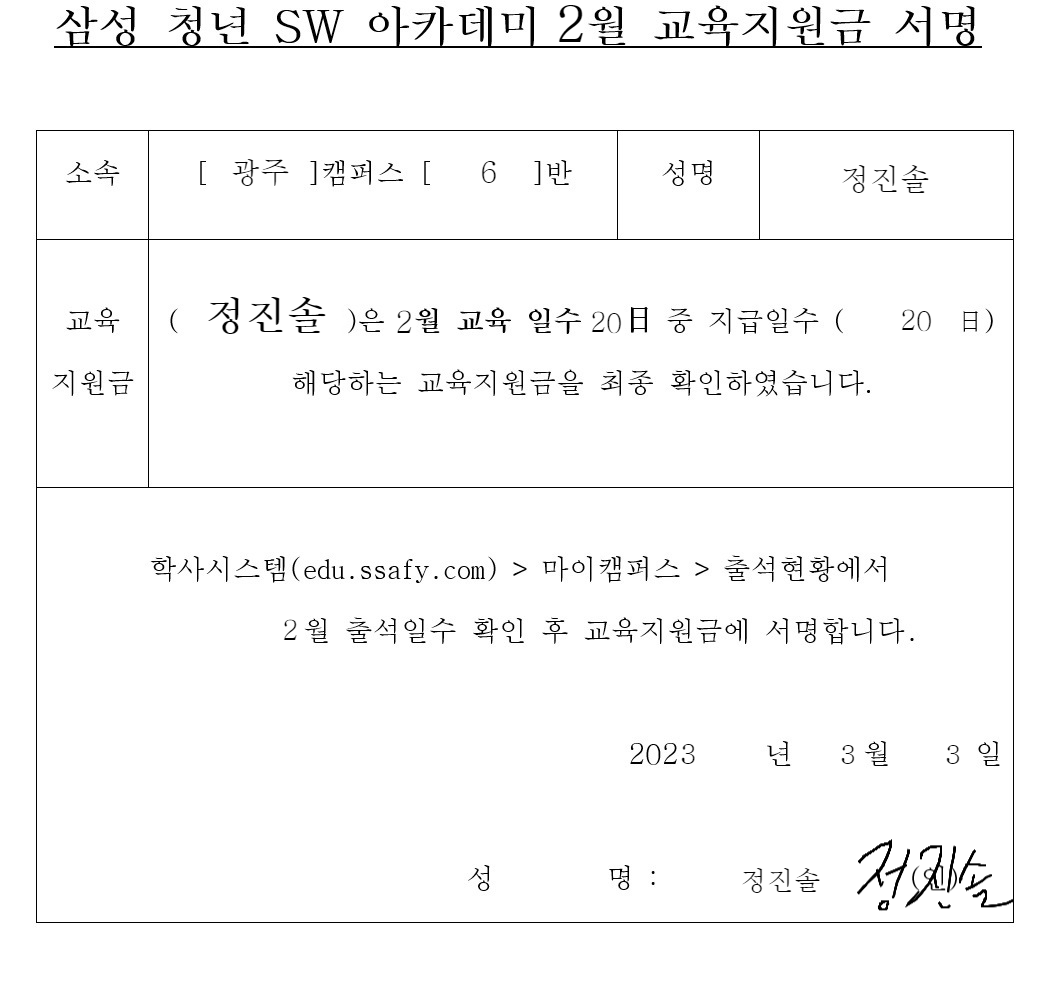 삼성 청년 SW 아카데미 2월 교육지원금 서명
소속 [ 광주 ]캠퍼스 [ 6 ]반 성명 정진솔
교육
지원금
( 정진솔 )은 2월 교육 일수 20日 중 지급일수 ( 20 日)
해당하는 교육지원금을 최종 확인하였습니다.
학사시스템(edu.ssafy.com) > 마이캠퍼스 > 출석현황에서
2월 출석일수 확인 후 교육지원금에 서명합니다.
2023 년 3월 3 일
성 명 : 정진솔 정진솔